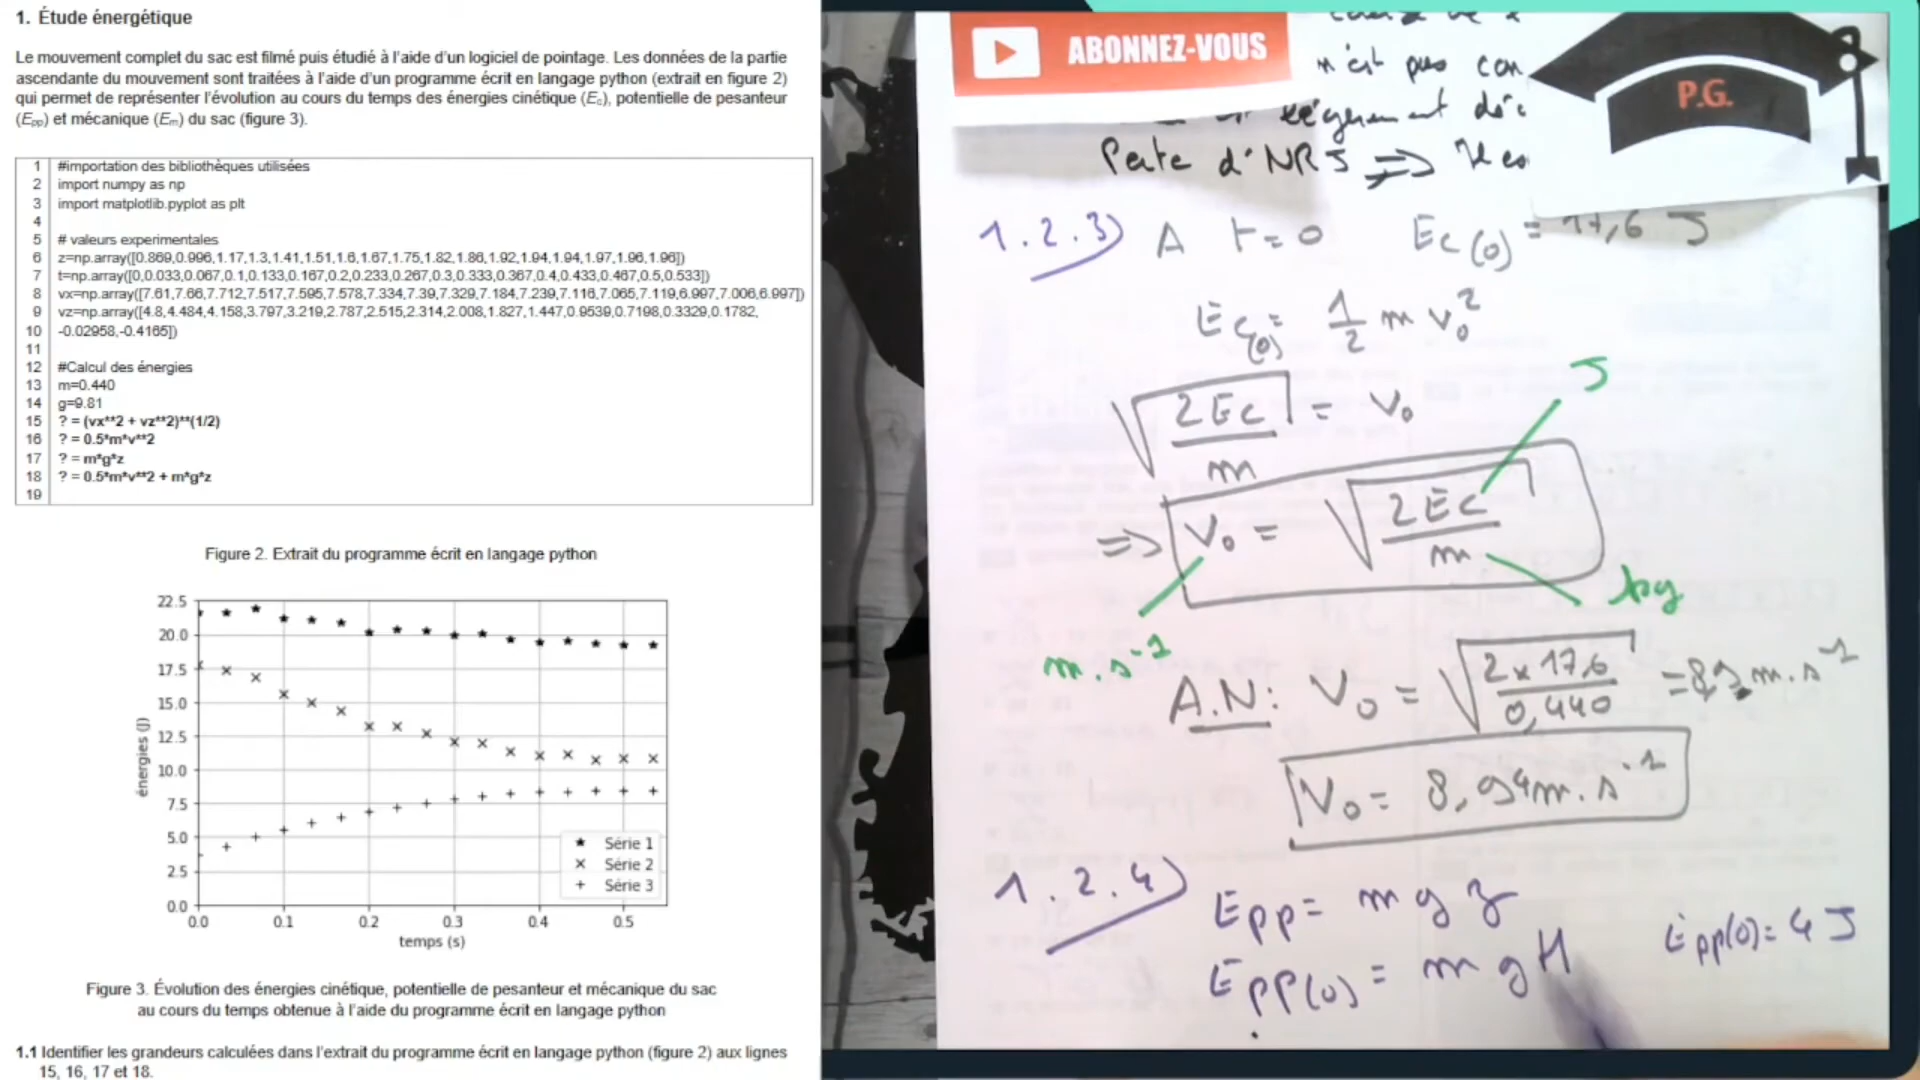 1. Étude énergétique
Le mouvement complet du sac est filmé puis étudié à l'aide d'un logiciel de pointage. Les données de la partie
ascendante du mouvement sont traitées à l'aide d'un programme écrit en langage python (extrait en figure 2)
qui permet de représenter l'évolution au cours du temps des énergies cinétique (Ec), potentielle de pesanteur
(Epp) et mécanique (Em) du sac (figure 3).
1 #importation des bibliothèques utilisées
2 import numpy as np
3 import matplotlib.pyplot as plt
4
5 # valeurs experimentales
6 z=np.array([0.869,0.996,1.17,1.3,1.41,1.51,1.6,1.67,1.75,1.82,1.86,1.92,1.94,1.94,1.97,1.96,1.96])
7 t=np.array([0,0.033,0.067,0.1,0.133,0.167,0.2,0.233,0.267,0.3,0.333,0.367,0.4,0.433,0.467,0.5,0.533])
8 vx=np.array([7.61,7.66,7.712,7.517,7.595,7.578,7.334,7.39,7.329,7.184,7.239,7.116,7.065,7.119,6.997,7.006,6.997])
9 vz=np.array([4.8,4.484,4.158,3.797,3.219,2.787,2.515,2.314,2.008,1.827,1.447,0.9539,0.7198,0.3329,0.1782,
10 -0.02958,-0.4165])
11
12 #Calcul des énergies
13 m=0.440
14 g=9.81
15 ? = (vx**2 + vz**2)**(1/2)
16 ? = 0.5*m*v**2
17 ? = m*g*z
18 ? = 0.5*m*v**2 + m*g*z
19
Figure 2. Extrait du programme écrit en langage python
22.5
20.0
17.5
15.0
12.5
10.0
7.5
5.0
2.5
0.0
énergies (J)
Série 1
Série 2
Série 3
0.0 0.1 0.2 0.3 0.4 0.5
temps (s)
Figure 3. Évolution des énergies cinétique, potentielle de pesanteur et mécanique du sac
au cours du temps obtenue à l'aide du programme écrit en langage python
1.1 Identifier les grandeurs calculées dans l'extrait du programme écrit en langage python (figure 2) aux lignes
15, 16, 17 et 18.
ABONNEZ-VOUS
P.G.
n'est pas con
légèrement déc
Perte d'NRJ => 
1.2.3) A t=0 Ec(0) = 17,6 J
Ec(0) = 1/2 m v0²
√(2Ec/m) = v0
J
=> v0 = √(2Ec/m)
kg
m.s⁻¹
A.N: v0 = √(2x17,6/0,440) = 8,9 m.s⁻¹
v0 = 8,94 m.s⁻¹
1.2.4) Epp = m g z
Epp(0) = m g H
Epp(0) = 4 J